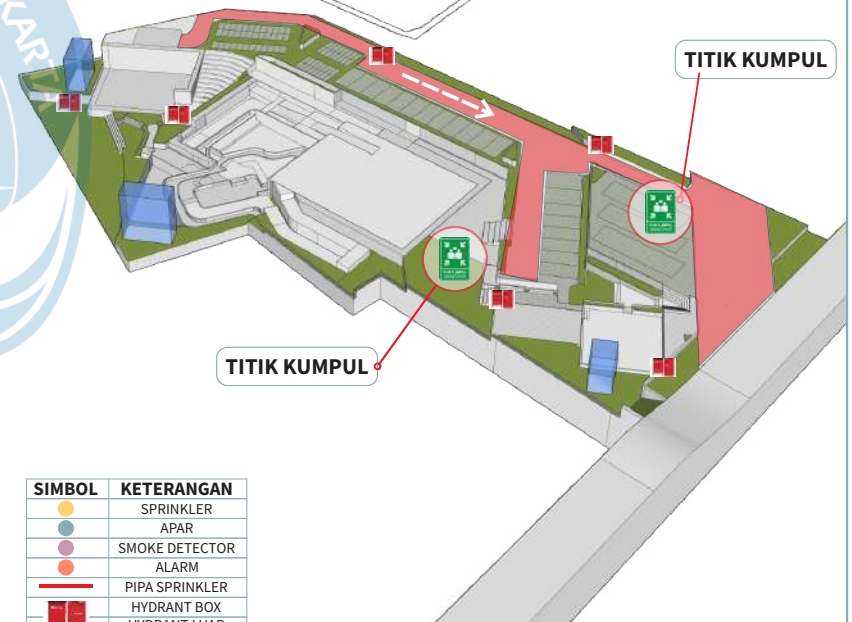 TITIK KUMPUL
TITIK KUMPUL
SIMBOL KETERANGAN
SPRINKLER
APAR
SMOKE DETECTOR
ALARM
PIPA SPRINKLER
HYDRANT BOX